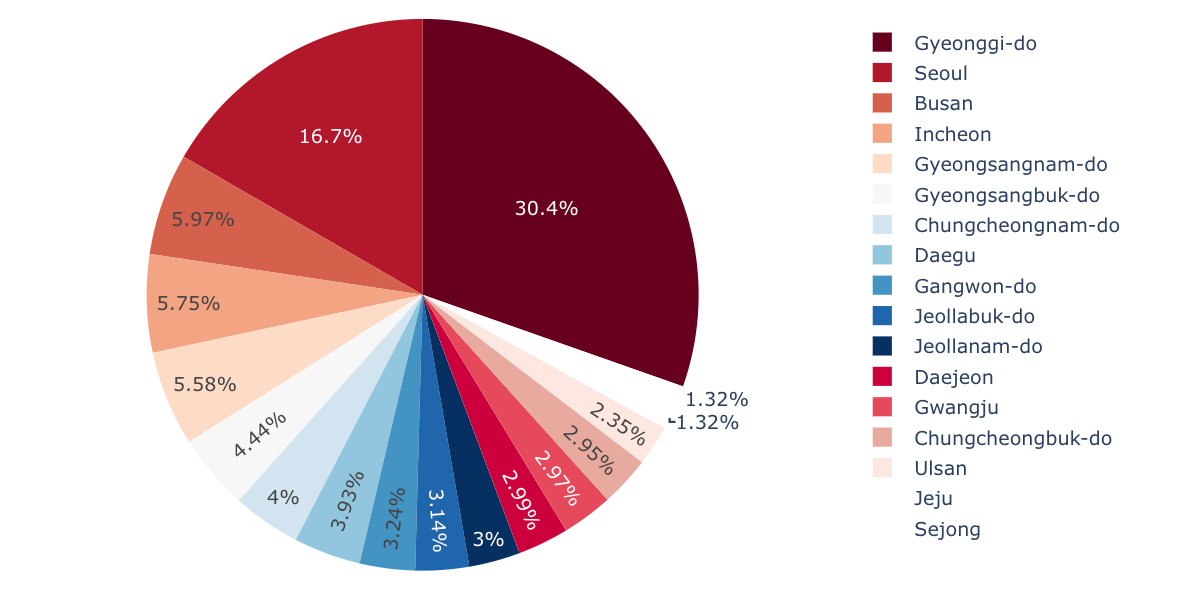 16.7%
30.4%
5.97%
5.75%
5.58%
4.44%
4%
3.93%
3.24%
3.14%
3%
2.99%
2.97%
2.95%
2.35%
1.32%
1.32%
Gyeonggi-do
Seoul
Busan
Incheon
Gyeongsangnam-do
Gyeongsangbuk-do
Chungcheongnam-do
Daegu
Gangwon-do
Jeollabuk-do
Jeollanam-do
Daejeon
Gwangju
Chungcheongbuk-do
Ulsan
Jeju
Sejong